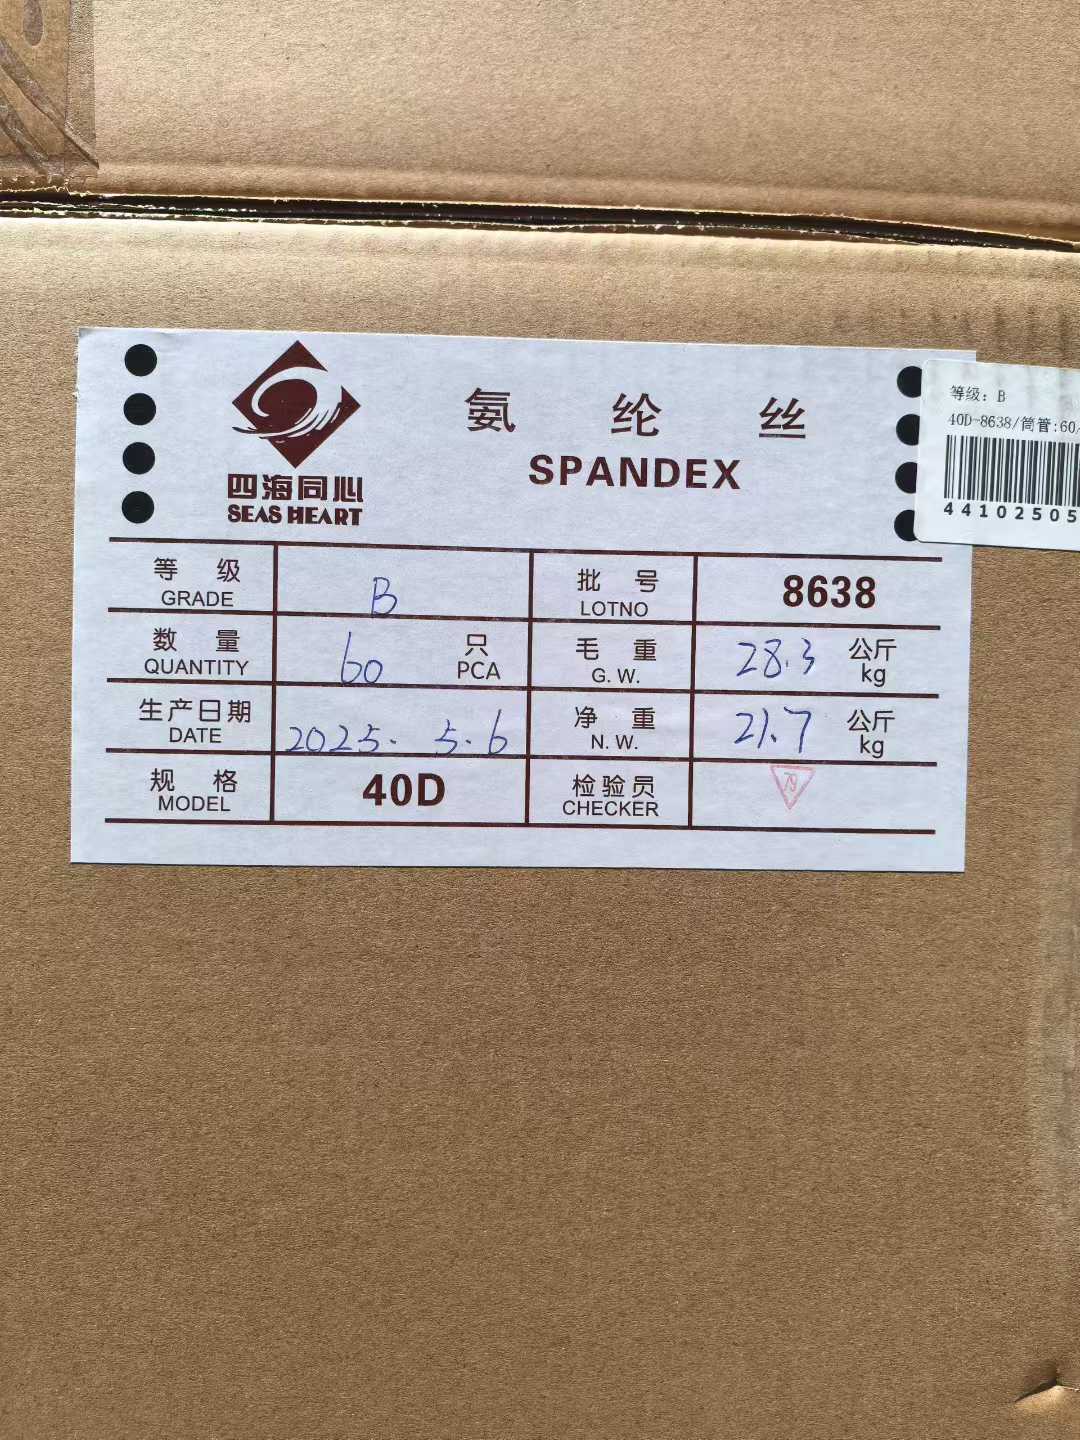 四海同心
SEAS HEART
氨纶丝
SPANDEX
等级：B
40D-8638/筒管:60
44102505
等级 GRADE B 批号 LOTNO 8638
数量 QUANTITY 60 只 PCA 毛重 G. W. 28.3 公斤 kg
生产日期 DATE 2025. 5. 6 净重 N. W. 21.7 公斤 kg
规格 MODEL 40D 检验员 CHECKER 79